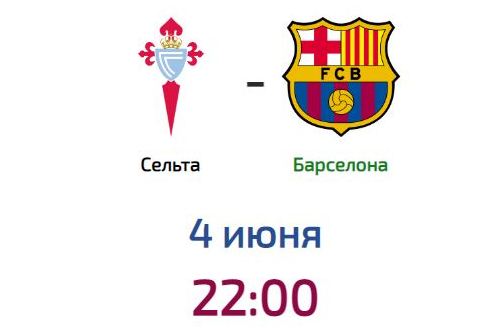 -
FCB
Сельта
Барселона
4 июня
22:00